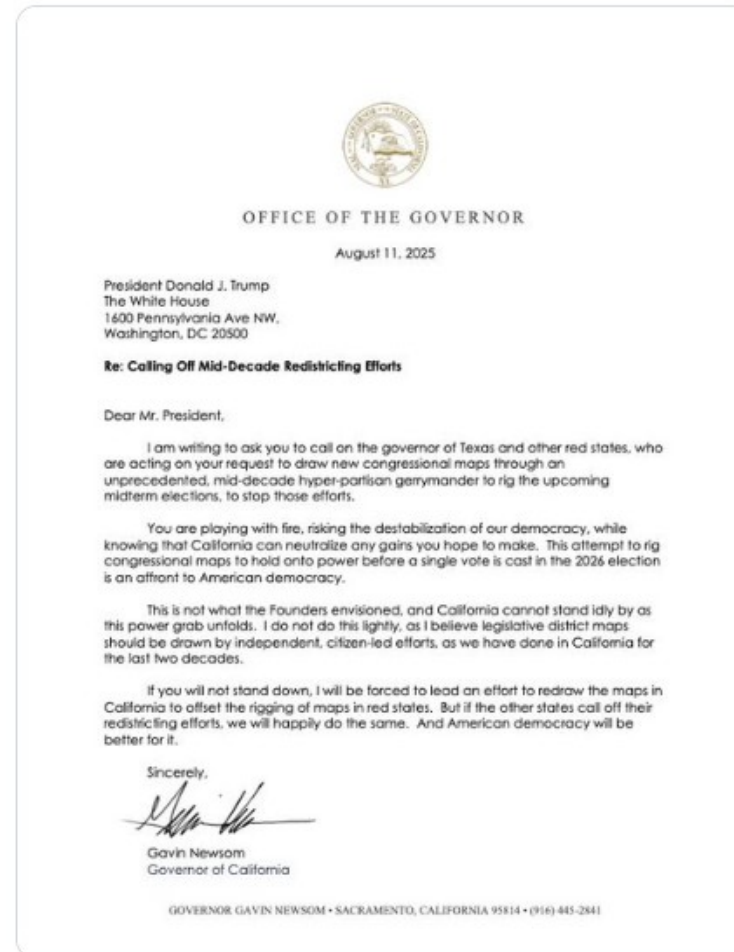 OFFICE OF THE GOVERNOR
August 11, 2025
President Donald J. Trump
The White House
1600 Pennsylvania Ave NW,
Washington, DC 20500
Re: Calling Off Mid-Decade Redistricting Efforts
Dear Mr. President,
I am writing to ask you to call on the governor of Texas and other red states, who
are acting on your request to draw new congressional maps through an
unprecedented, mid-decade hyper-partisan gerrymander to rig the upcoming
midterm elections, to stop those efforts.
You are playing with fire, risking the destabilization of our democracy, while
knowing that California can neutralize any gains you hope to make. This attempt to rig
congressional maps to hold onto power before a single vote is cast in the 2026 election
is an affront to American democracy.
This is not what the Founders envisioned, and California cannot stand idly by as
this power grab unfolds. I do not do this lightly, as I believe legislative district maps
should be drawn by independent, citizen-led efforts, as we have done in California for
the last two decades.
If you will not stand down, I will be forced to lead an effort to redraw the maps in
California to offset the rigging of maps in red states. But if the other states call off their
redistricting efforts, we will happily do the same. And American democracy will be
better for it.
Sincerely,
Gavin Newsom
Governor of California
GOVERNOR GAVIN NEWSOM • SACRAMENTO, CALIFORNIA 95814 • (916) 445-2841